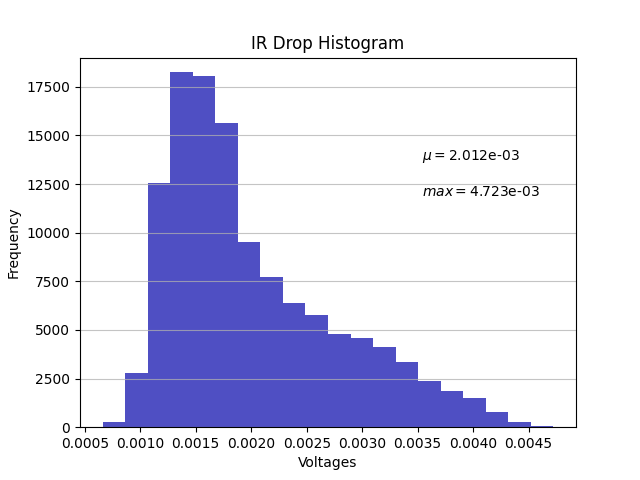 IR Drop Histogram
17500
15000
12500
10000
7500
5000
2500
0
Frequency
μ = 2.012e-03
max = 4.723e-03
0.0005 0.0010 0.0015 0.0020 0.0025 0.0030 0.0035 0.0040 0.0045
Voltages